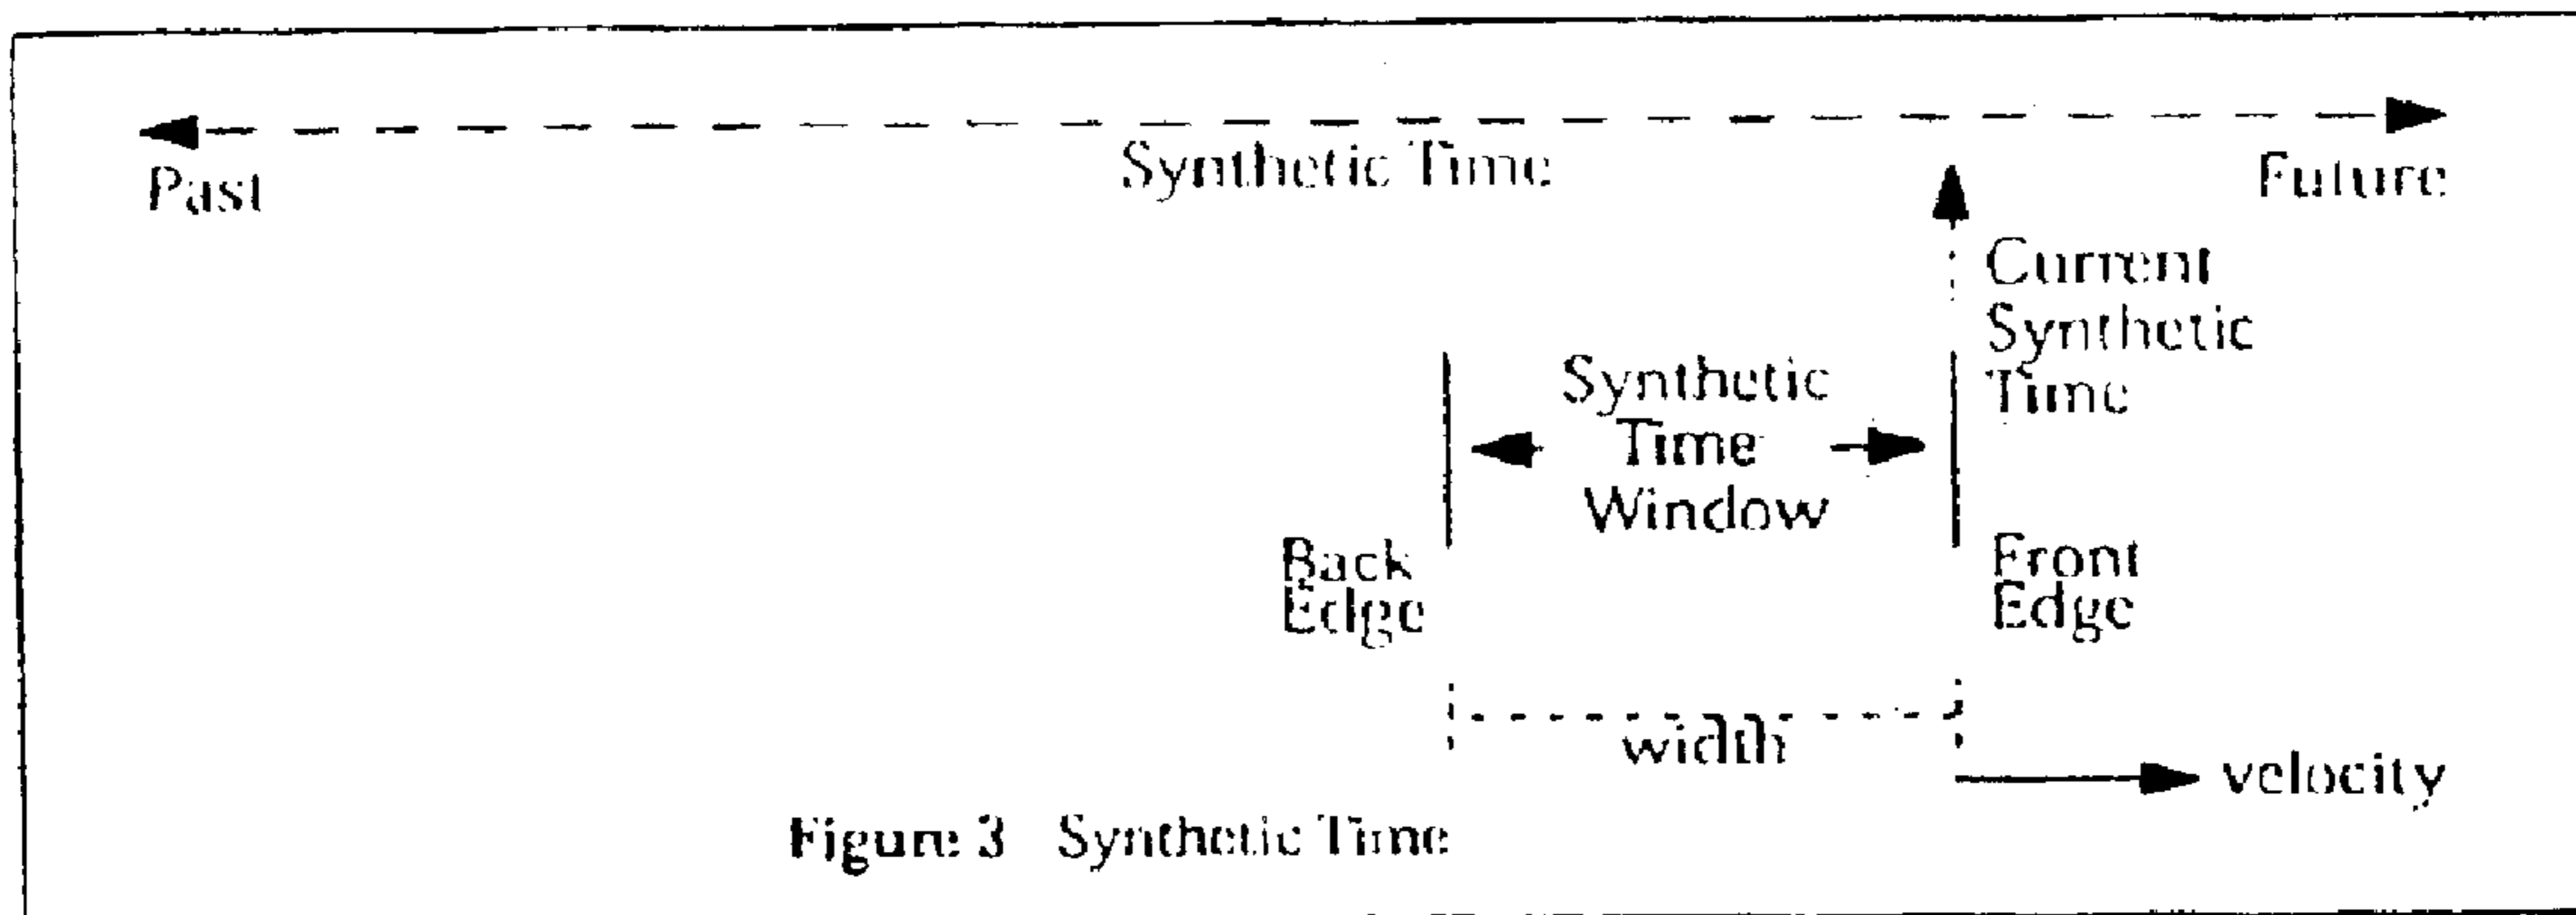 Synthetic Time
Past
Future
Current
Synthetic
Time
Synthetic
Time
Window
Back
Edge
Front
Edge
width
velocity
Figure 3 Synthetic Time